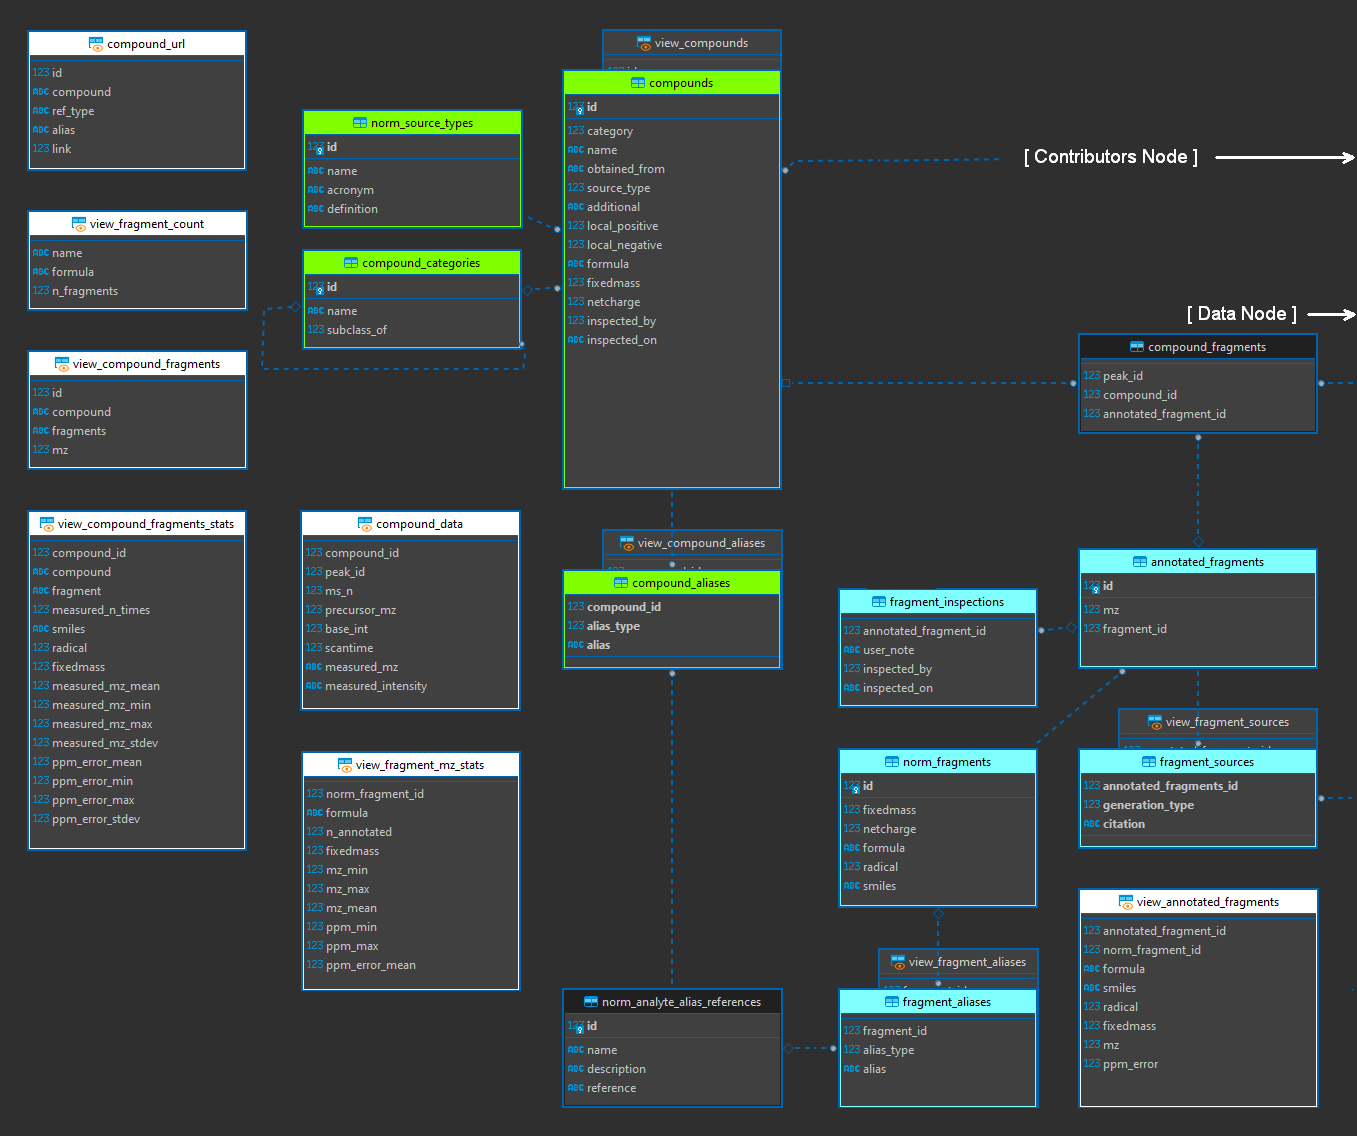 compound_url
123 id
ABC compound
ABC ref_type
ABC alias
123 link
view_fragment_count
ABC name
ABC formula
123 n_fragments
view_compound_fragments
123 id
ABC compound
ABC fragments
123 mz
view_compound_fragments_stats
123 compound_id
ABC compound
ABC fragment
123 measured_n_times
ABC smiles
123 radical
123 fixedmass
123 measured_mz_mean
123 measured_mz_min
123 measured_mz_max
123 measured_mz_stdev
123 ppm_error_mean
123 ppm_error_min
123 ppm_error_max
123 ppm_error_stdev
norm_source_types
123 id
ABC name
ABC acronym
ABC definition
compound_categories
123 id
ABC name
123 subclass_of
compound_data
123 compound_id
123 peak_id
123 ms_n
123 precursor_mz
123 base_int
123 scantime
ABC measured_mz
ABC measured_intensity
view_fragment_mz_stats
123 norm_fragment_id
ABC formula
123 n_annotated
123 fixedmass
123 mz_min
123 mz_max
123 mz_mean
123 ppm_min
123 ppm_max
123 ppm_error_mean
view_compounds
compounds
123 id
123 category
ABC name
ABC obtained_from
123 source_type
123 additional
123 local_positive
123 local_negative
ABC formula
123 fixedmass
123 netcharge
123 inspected_by
ABC inspected_on
view_compound_aliases
compound_aliases
123 compound_id
123 alias_type
ABC alias
norm_analyte_alias_references
123 id
ABC name
ABC description
ABC reference
[ Contributors Node ]
[ Data Node ]
compound_fragments
123 peak_id
123 compound_id
123 annotated_fragment_id
annotated_fragments
123 id
123 mz
123 fragment_id
fragment_inspections
123 annotated_fragment_id
ABC user_note
123 inspected_by
ABC inspected_on
norm_fragments
123 id
123 fixedmass
123 netcharge
ABC formula
123 radical
ABC smiles
view_fragment_sources
fragment_sources
123 annotated_fragments_id
123 generation_type
ABC citation
view_fragment_aliases
fragment_aliases
123 fragment_id
123 alias_type
ABC alias
view_annotated_fragments
123 annotated_fragment_id
123 norm_fragment_id
ABC formula
ABC smiles
123 radical
123 fixedmass
123 mz
123 ppm_error